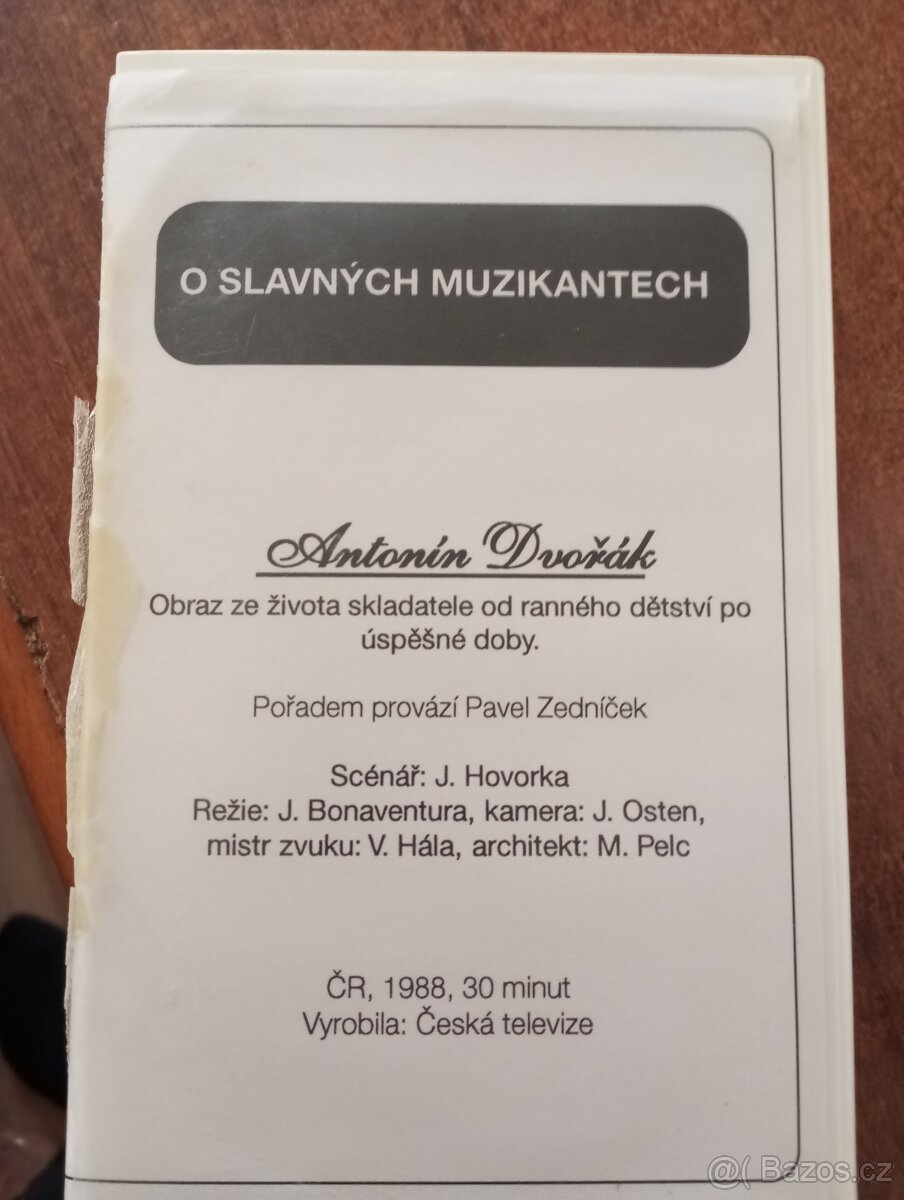 O SLAVNÝCH MUZIKANTECH
Antonín Dvořák
Obraz ze života skladatele od ranného dětství po
úspěšné doby.
Pořadem provází Pavel Zedníček
Scénář: J. Hovorka
Režie: J. Bonaventura, kamera: J. Osten,
mistr zvuku: V. Hála, architekt: M. Pelc
ČR, 1988, 30 minut
Vyrobila: Česká televize
@( Bazos.cz